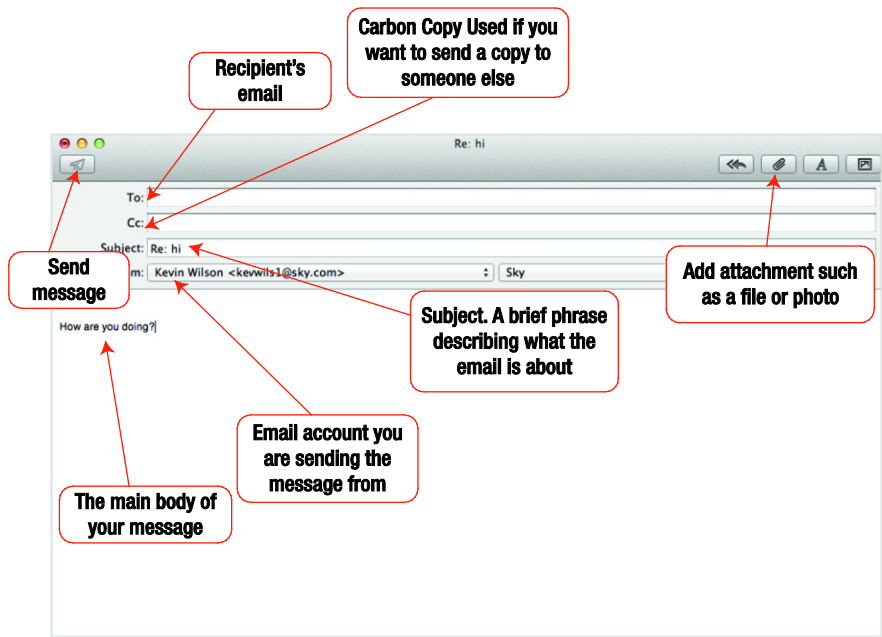 Carbon Copy Used if you
want to send a copy to
someone else
Recipient's
email
Re: hi
To:
Cc:
Subject: Re: hi
m: Kevin Wilson <kevwils1@sky.com> Sky
Send
message
Add attachment such
as a file or photo
Subject. A brief phrase
describing what the
email is about
How are you doing?
Email account you
are sending the
message from
The main body of
your message